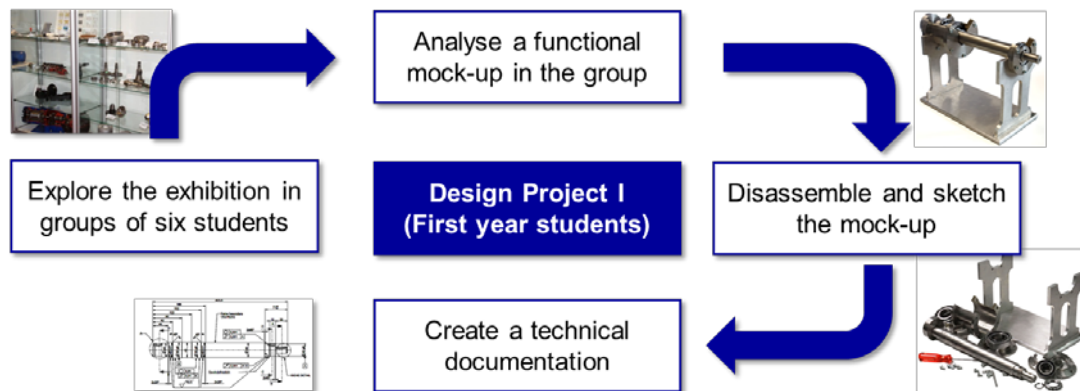 Analyse a functional
mock-up in the group
Explore the exhibition in
groups of six students
Design Project I
(First year students)
Disassemble and sketch
the mock-up
Create a technical
documentation